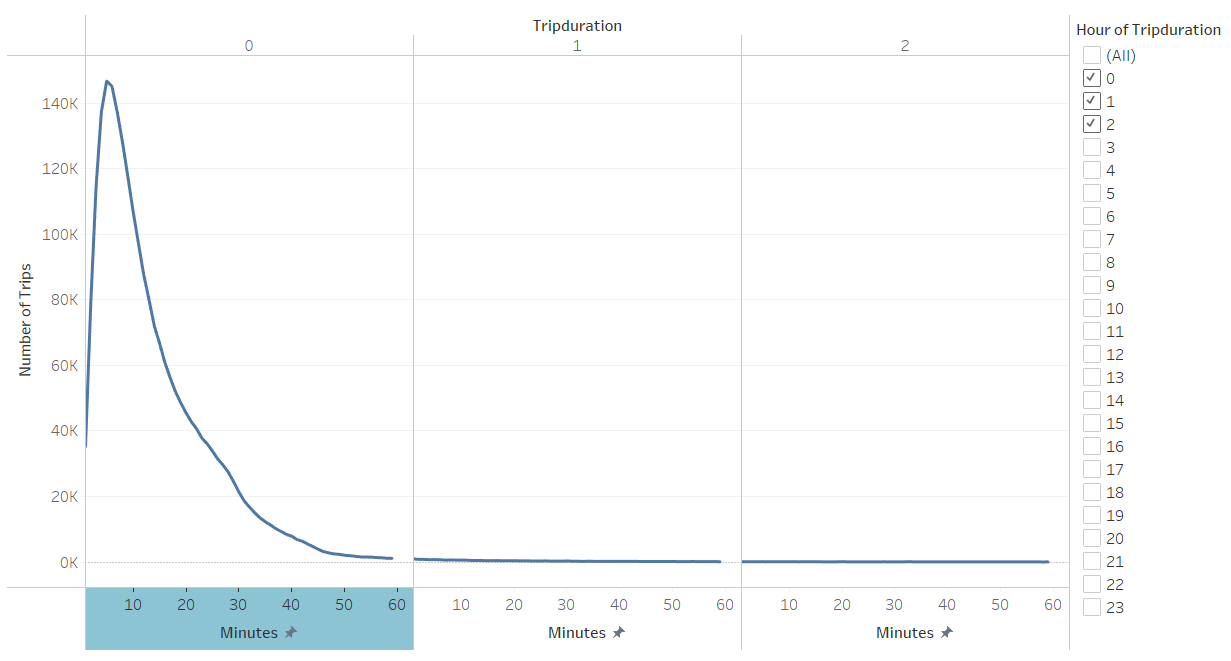 Tripduration
0 1 2
140K
120K
100K
80K
60K
40K
20K
0K
Number of Trips
10 20 30 40 50 60 10 20 30 40 50 60 10 20 30 40 50 60
Minutes Minutes Minutes
Hour of Tripduration
(All)
0
1
2
3
4
5
6
7
8
9
10
11
12
13
14
15
16
17
18
19
20
21
22
23